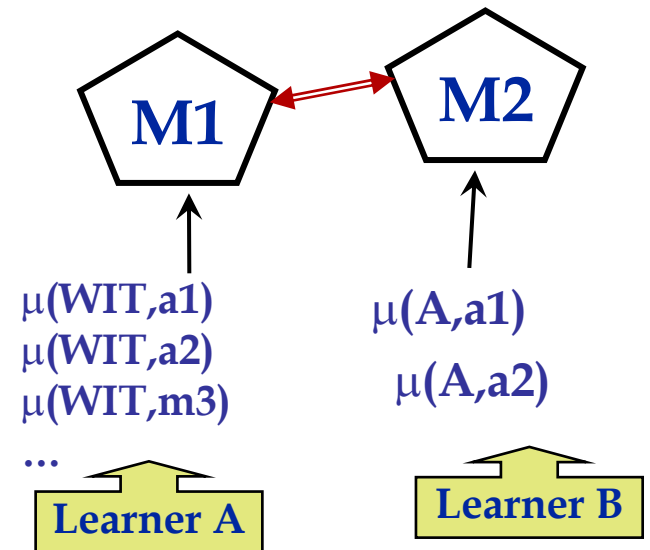 M1
M2
μ(WIT,a1)
μ(WIT,a2)
μ(WIT,m3)
...
μ(A,a1)
μ(A,a2)
Learner A
Learner B